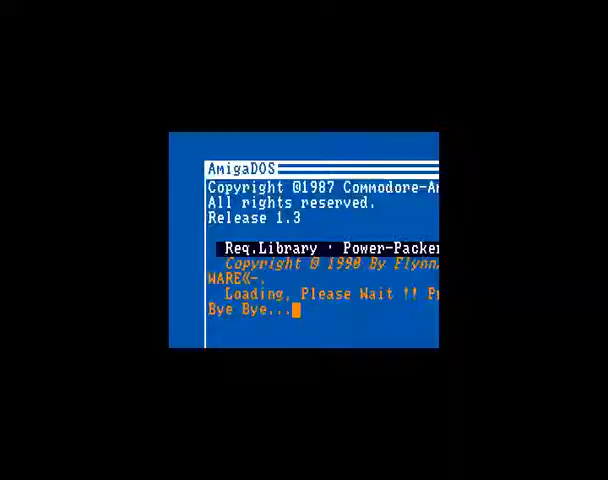 AmigaDOS
Copyright ©1987 Commodore-Am
All rights reserved.
Release 1.3
Req.Library · Power-Packer
Copyright © 1990 By Flynn
WARE«-.
Loading, Please Wait !! Pr
Bye Bye...